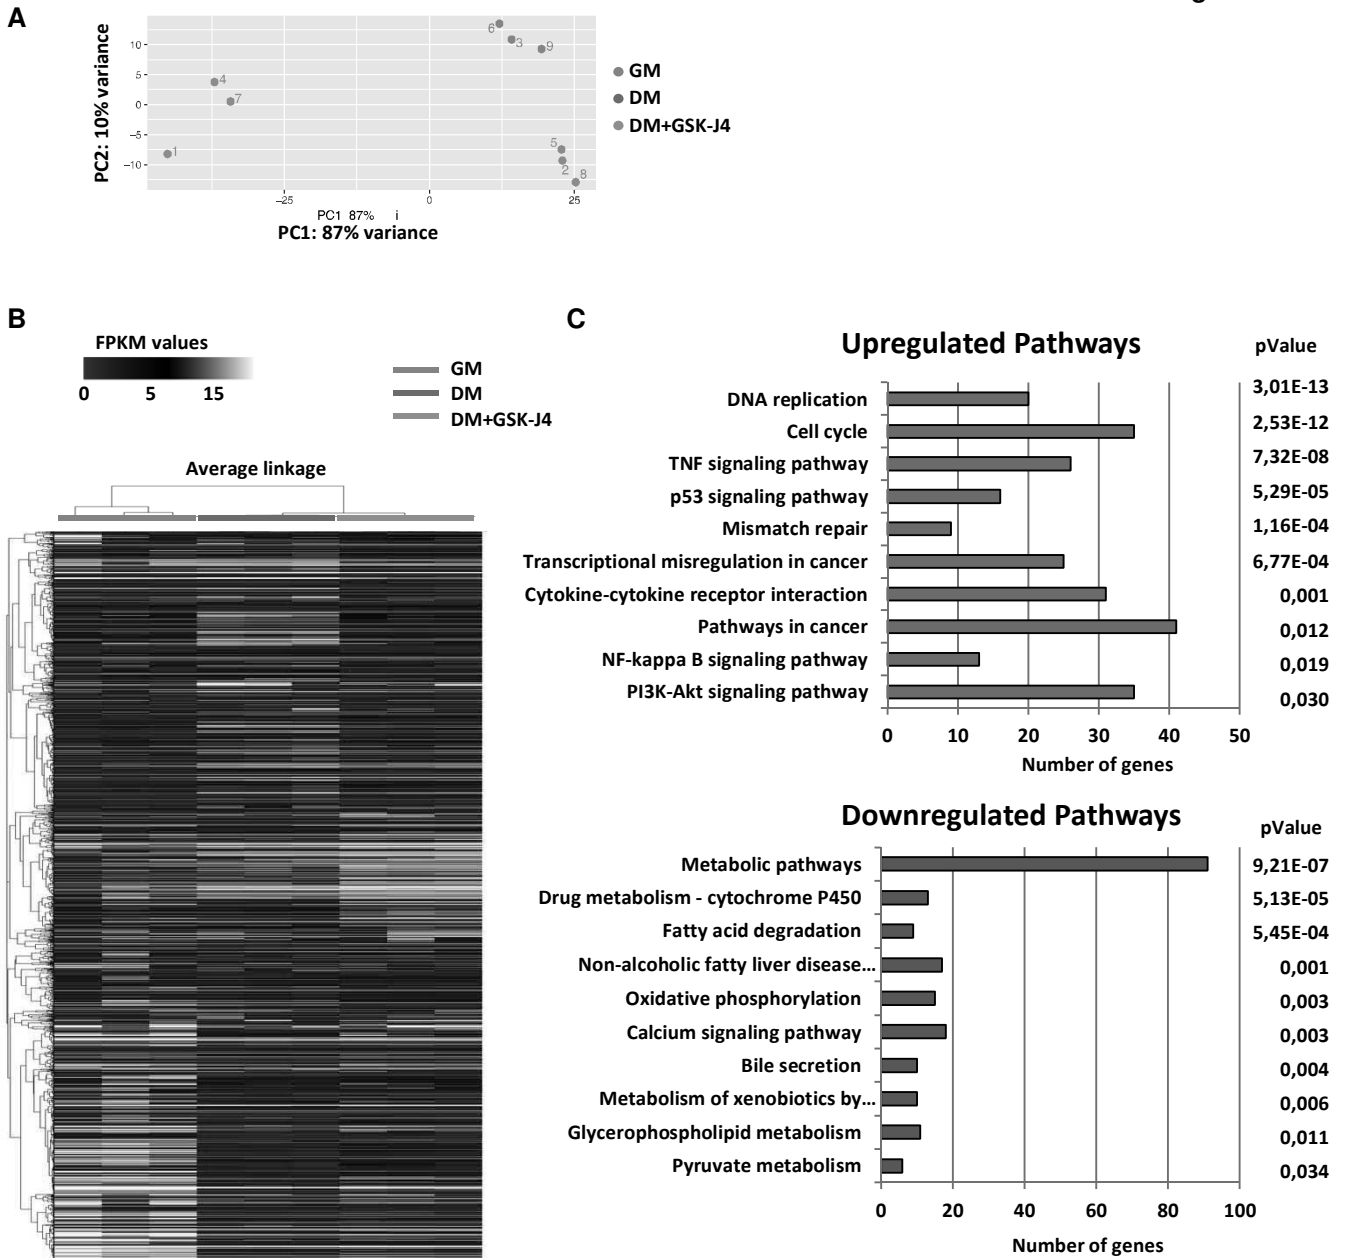 A
PC2: 10% variance
10
5
0
−5
−10
6
3
9
4
7
1
5
2
8
−25
0
25
PC1 87% i
PC1: 87% variance
GM
DM
DM+GSK-J4
B
FPKM values
0 5 15
GM
DM
DM+GSK-J4
Average linkage
C
Upregulated Pathways
pValue
DNA replication 3,01E-13
Cell cycle 2,53E-12
TNF signaling pathway 7,32E-08
p53 signaling pathway 5,29E-05
Mismatch repair 1,16E-04
Transcriptional misregulation in cancer 6,77E-04
Cytokine-cytokine receptor interaction 0,001
Pathways in cancer 0,012
NF-kappa B signaling pathway 0,019
PI3K-Akt signaling pathway 0,030
0 10 20 30 40 50
Number of genes
Downregulated Pathways
pValue
Metabolic pathways 9,21E-07
Drug metabolism - cytochrome P450 5,13E-05
Fatty acid degradation 5,45E-04
Non-alcoholic fatty liver disease... 0,001
Oxidative phosphorylation 0,003
Calcium signaling pathway 0,003
Bile secretion 0,004
Metabolism of xenobiotics by... 0,006
Glycerophospholipid metabolism 0,011
Pyruvate metabolism 0,034
0 20 40 60 80 100
Number of genes